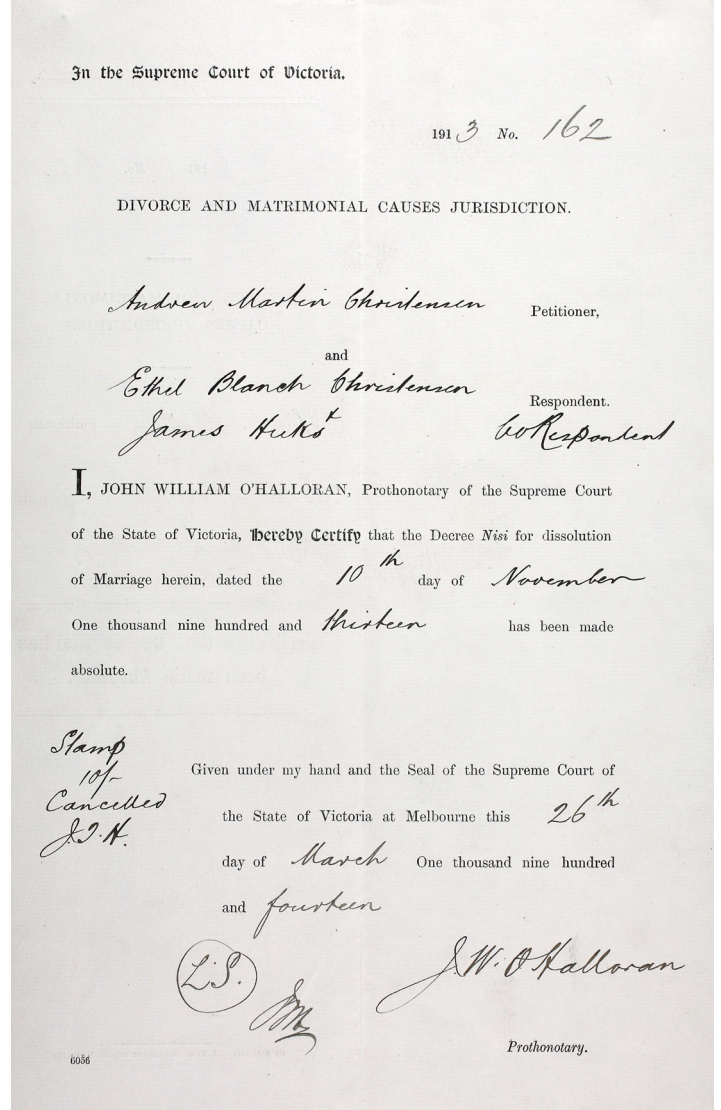 In the Supreme Court of Victoria.
1913 No. 162
DIVORCE AND MATRIMONIAL CAUSES JURISDICTION.
Andrew Martin Christensen Petitioner,
and
Ethel Blanch Christensen Respondent.
James Hicks CoRespondent
I, JOHN WILLIAM O'HALLORAN, Prothonotary of the Supreme Court
of the State of Victoria, Hereby Certify that the Decree Nisi for dissolution
of Marriage herein, dated the 10th day of November
One thousand nine hundred and thirteen has been made
absolute.
Stamp
10/-
Cancelled
J.O.H.
Given under my hand and the Seal of the Supreme Court of
the State of Victoria at Melbourne this 26th
day of March One thousand nine hundred
and fourteen
L.S.
J. W. O'Halloran
Prothonotary.
6056